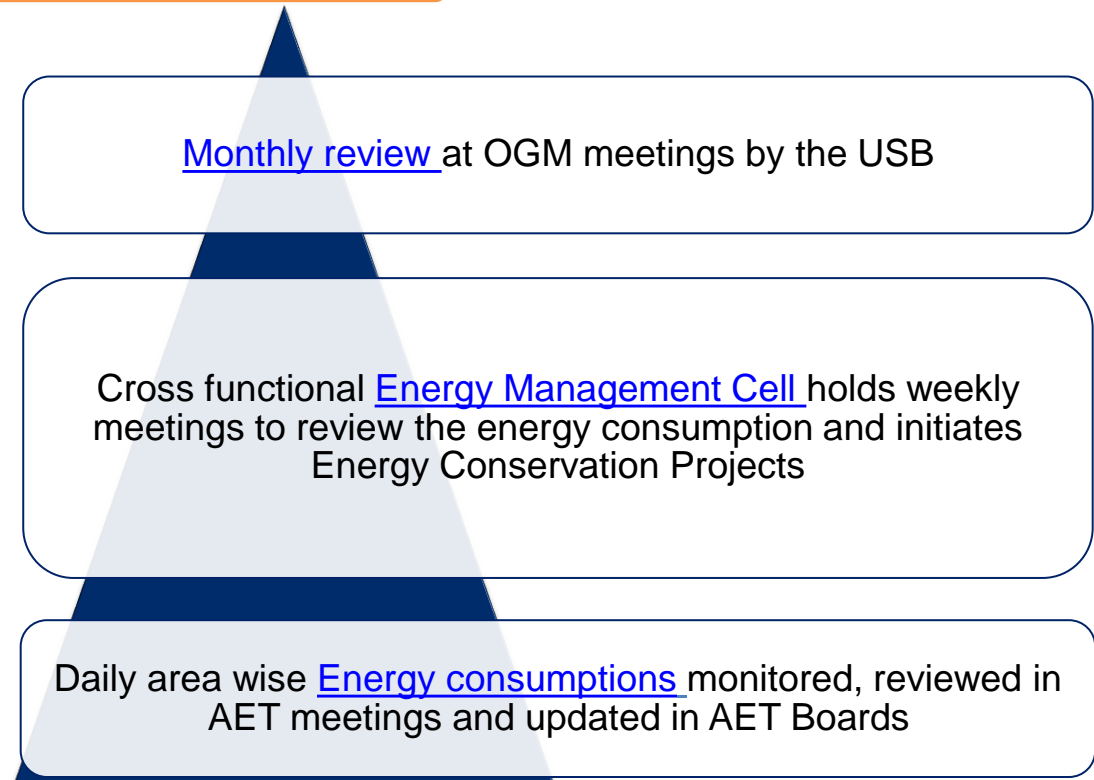 Monthly review at OGM meetings by the USB
Cross functional Energy Management Cell holds weekly
meetings to review the energy consumption and initiates
Energy Conservation Projects
Daily area wise Energy consumptions monitored, reviewed in
AET meetings and updated in AET Boards